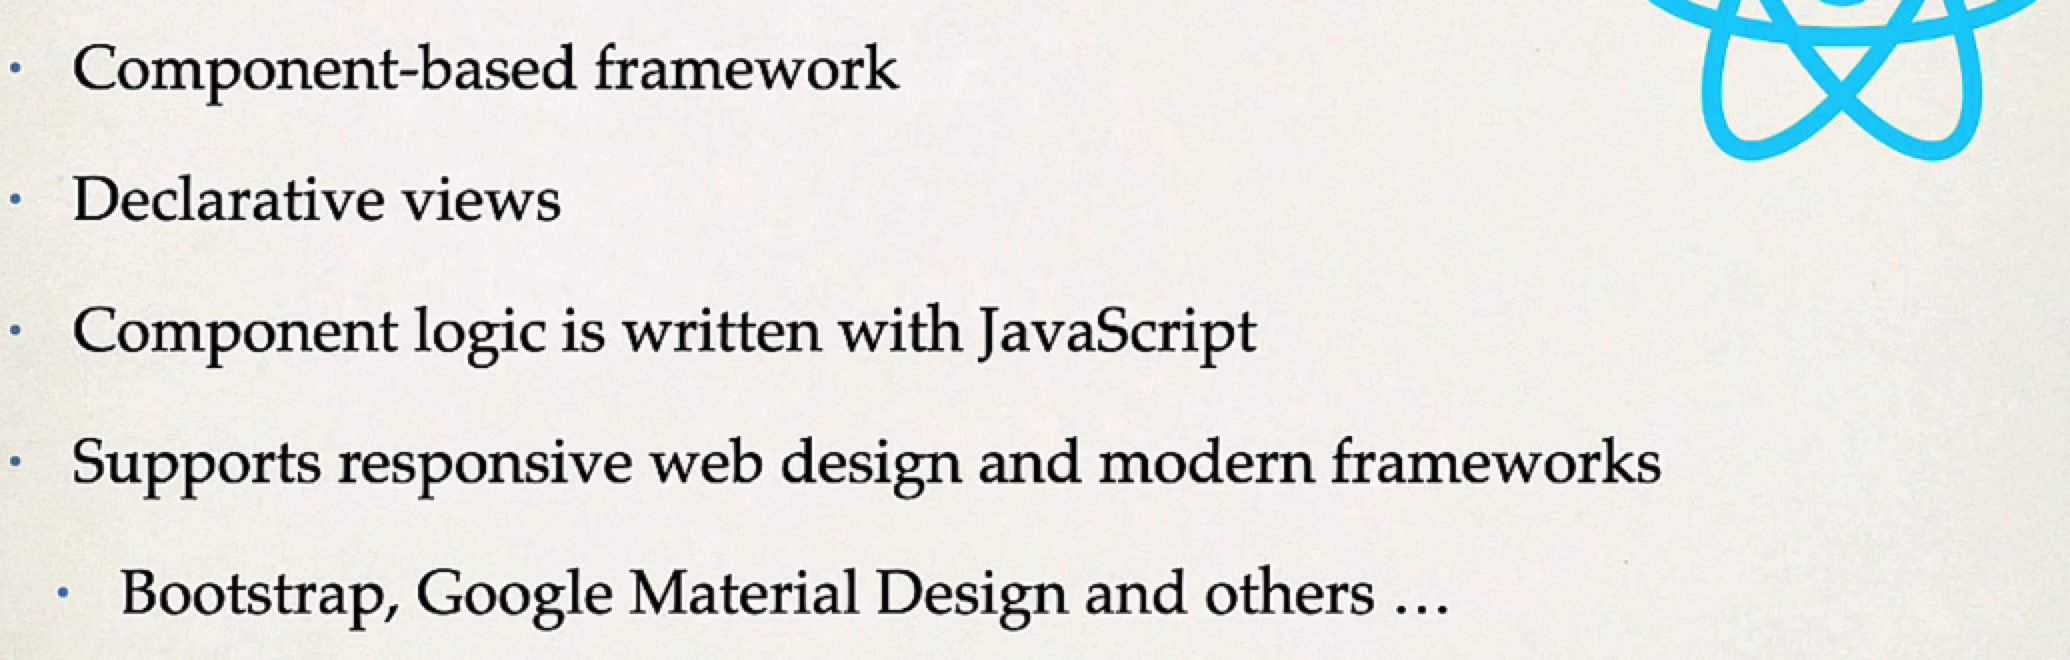 • Component-based framework
• Declarative views
• Component logic is written with JavaScript
• Supports responsive web design and modern frameworks
• Bootstrap, Google Material Design and others …